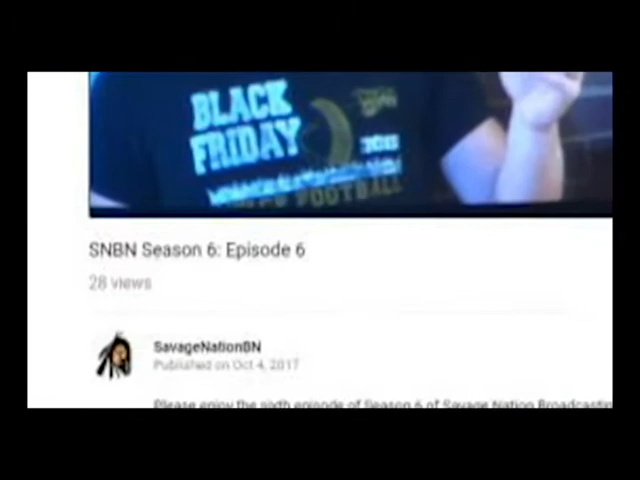 BLACK
FRIDAY
FOOTBALL
SNBN Season 6: Episode 6
28 views
SavageNationBN
Published on Oct 4, 2017
Please enjoy the sixth episode of Season 6 of Savage Nation Broadcastin